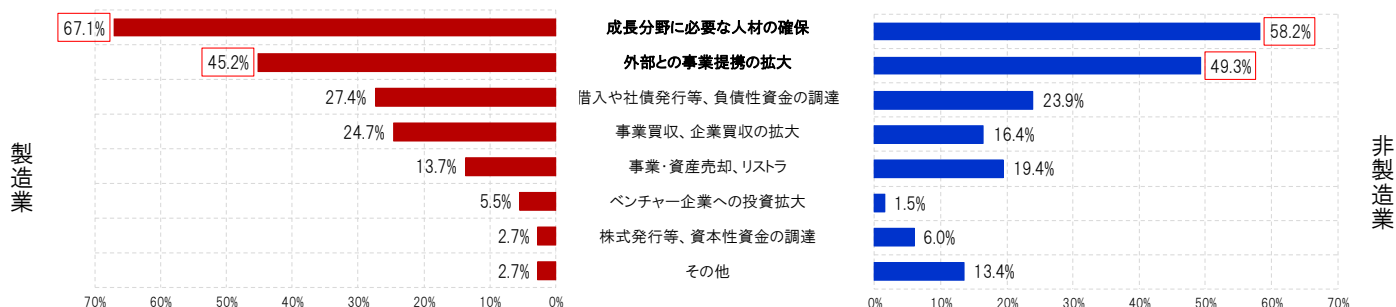 製造業
67.1%
成長分野に必要な人材の確保
58.2%
45.2%
外部との事業提携の拡大
49.3%
27.4%
借入や社債発行等、負債性資金の調達
23.9%
24.7%
事業買収、企業買収の拡大
16.4%
13.7%
事業・資産売却、リストラ
19.4%
5.5%
ベンチャー企業への投資拡大
1.5%
2.7%
株式発行等、資本性資金の調達
6.0%
2.7%
その他
13.4%
70% 60% 50% 40% 30% 20% 10% 0%
0% 10% 20% 30% 40% 50% 60% 70%
非製造業